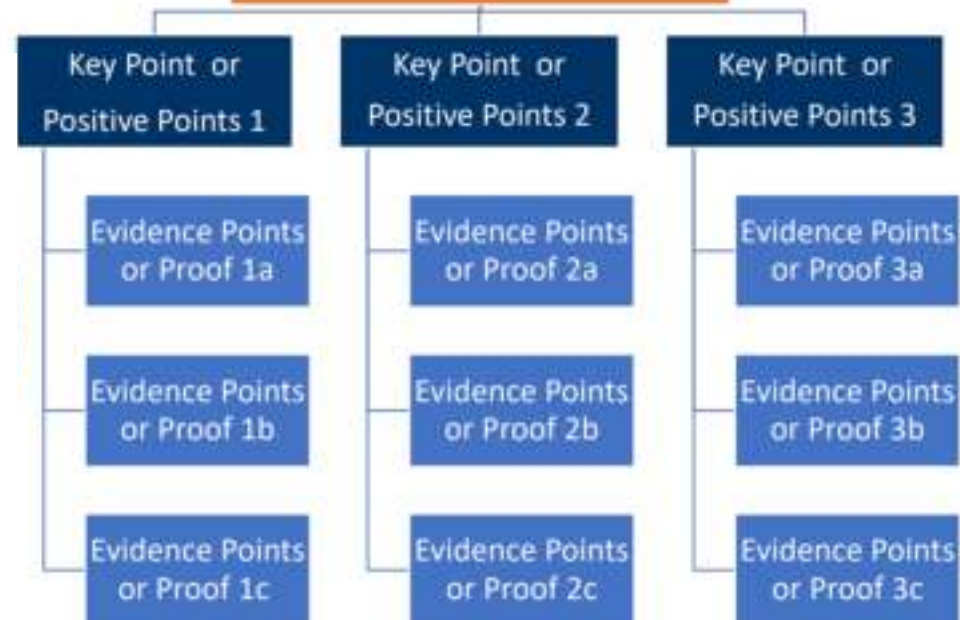 Key Point or
Positive Points 1
Key Point or
Positive Points 2
Key Point or
Positive Points 3
Evidence Points
or Proof 1a
Evidence Points
or Proof 2a
Evidence Points
or Proof 3a
Evidence Points
or Proof 1b
Evidence Points
or Proof 2b
Evidence Points
or Proof 3b
Evidence Points
or Proof 1c
Evidence Points
or Proof 2c
Evidence Points
or Proof 3c